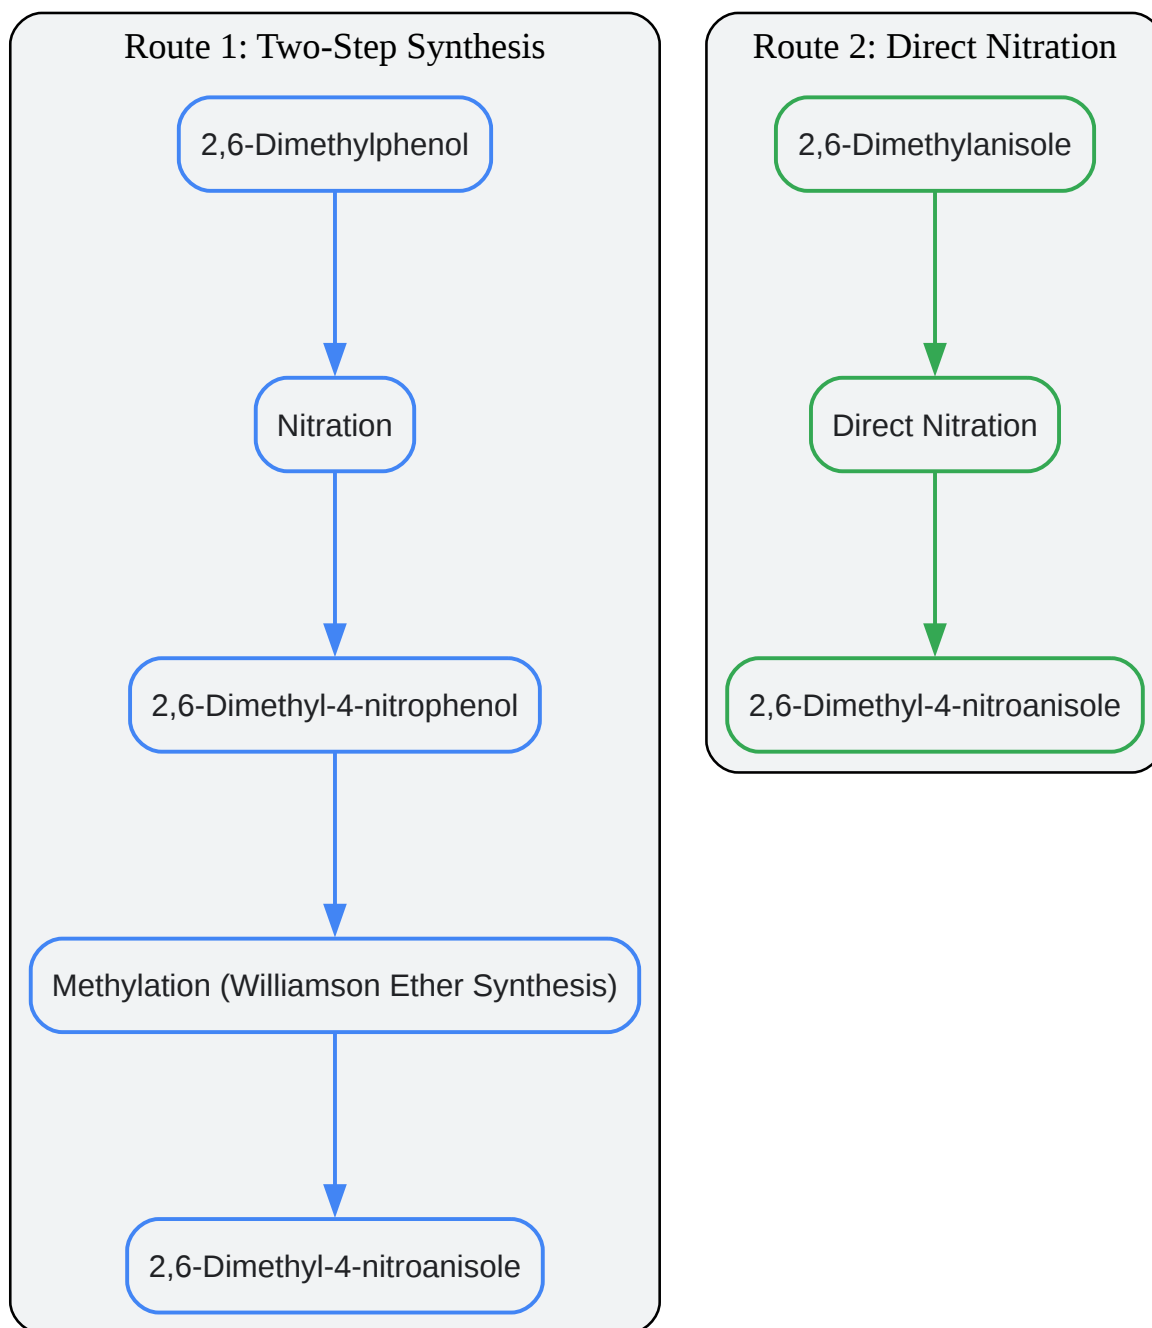 Route 1: Two-Step Synthesis
2,6-Dimethylphenol
Nitration
2,6-Dimethyl-4-nitrophenol
Methylation (Williamson Ether Synthesis)
2,6-Dimethyl-4-nitroanisole
Route 2: Direct Nitration
2,6-Dimethylanisole
Direct Nitration
2,6-Dimethyl-4-nitroanisole